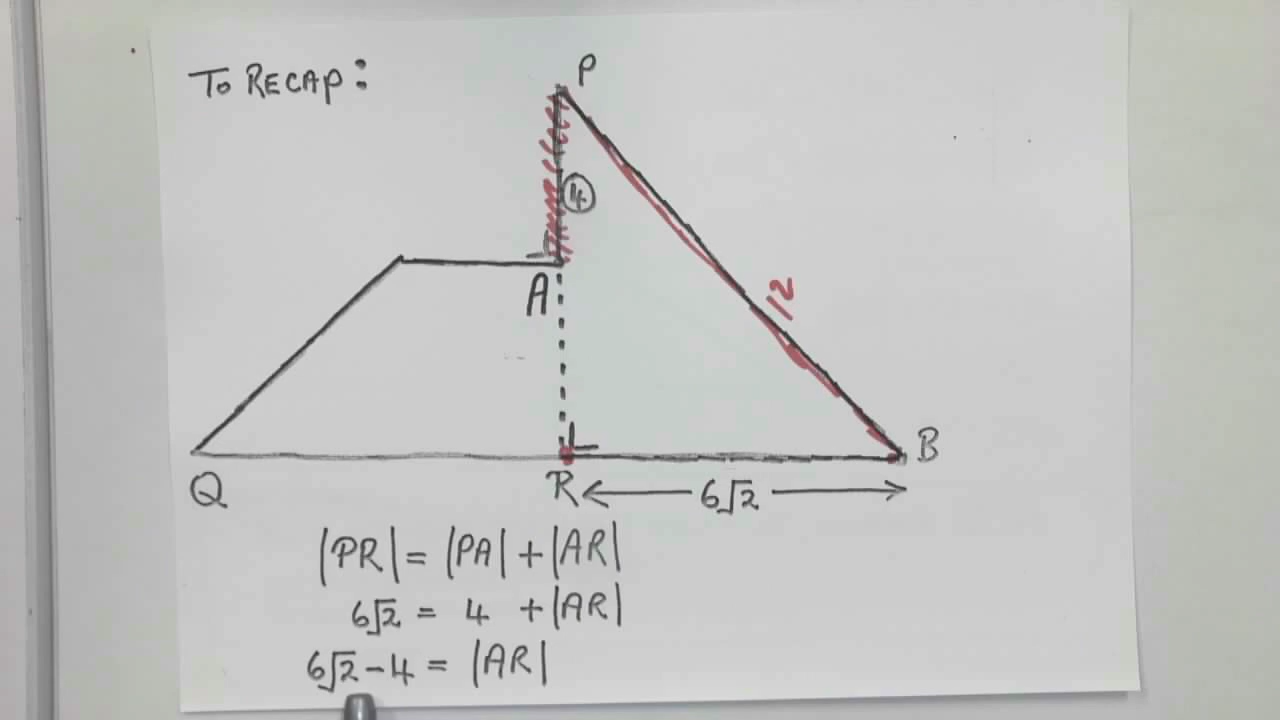 To RECAP:
P
4
A
12
B
Q
R
6√2
|PR| = |PA| + |AR|
6√2 = 4 + |AR|
6√2 - 4 = |AR|